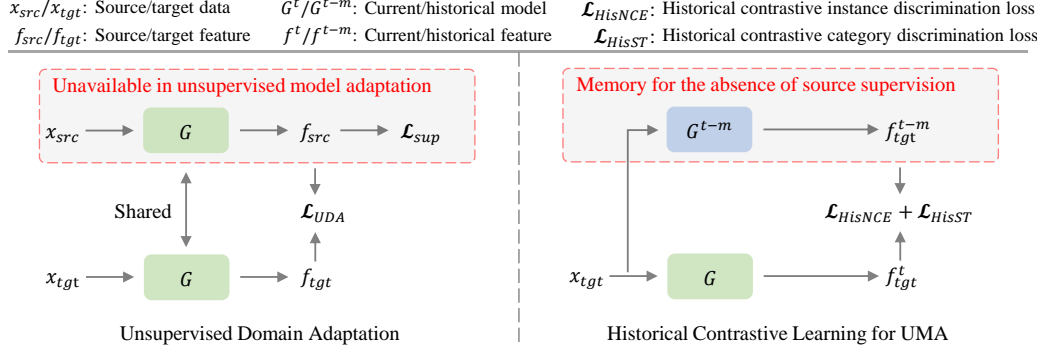 x_src/x_tgt: Source/target data G^t/G^{t-m}: Current/historical model 𝓛_HisNCE: Historical contrastive instance discrimination loss
f_src/f_tgt: Source/target feature f^t/f^{t-m}: Current/historical feature 𝓛_HisST: Historical contrastive category discrimination loss
Unavailable in unsupervised model adaptation
x_src G f_src 𝓛_sup
Shared
𝓛_UDA
x_tgt G f_tgt
Unsupervised Domain Adaptation
Memory for the absence of source supervision
G^{t-m} f_tgt^{t-m}
𝓛_HisNCE + 𝓛_HisST
x_tgt G f_tgt^t
Historical Contrastive Learning for UMA